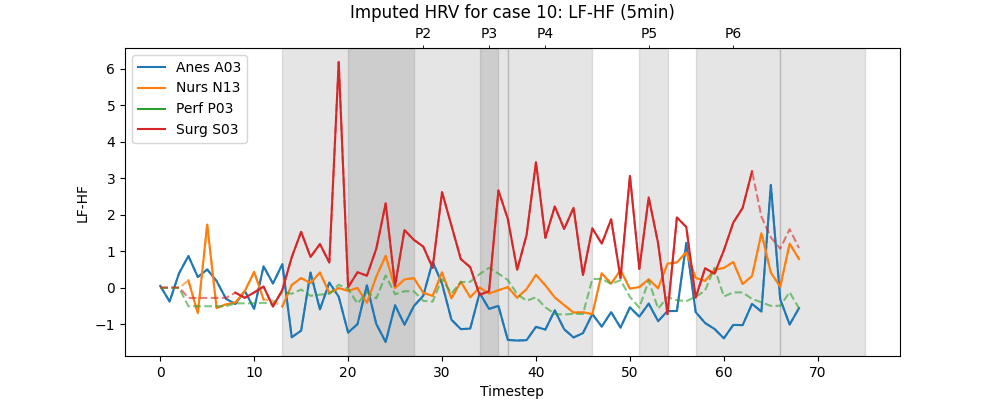 Imputed HRV for case 10: LF-HF (5min)
P2 P3 P4 P5 P6
Anes A03
Nurs N13
Perf P03
Surg S03
6
5
4
3
2
1
0
−1
LF-HF
0 10 20 30 40 50 60 70
Timestep